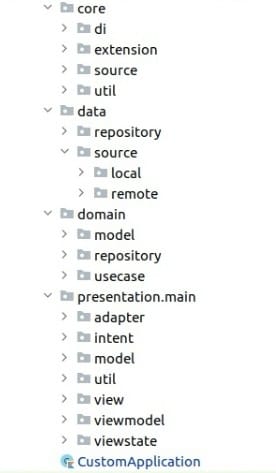 core
di
extension
source
util
data
repository
source
local
remote
domain
model
repository
usecase
presentation.main
adapter
intent
model
util
view
viewmodel
viewstate
CustomApplication